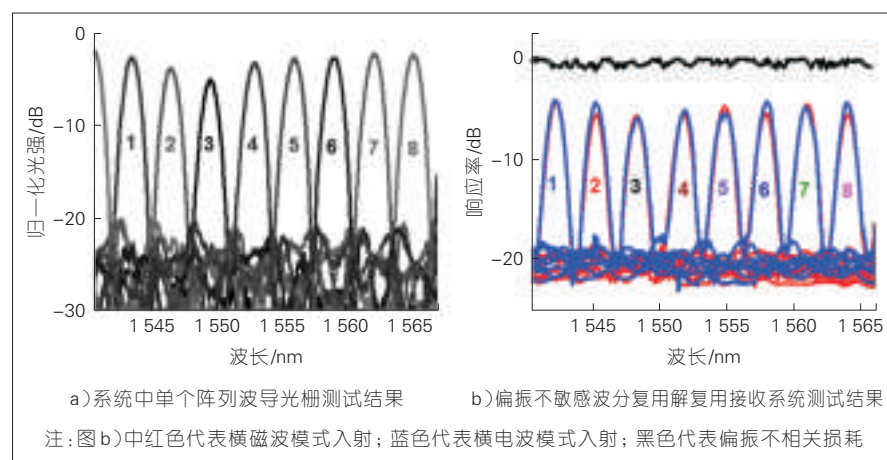 0
-10
-20
-30
归一化光强/dB
1 2 3 4 5 6 7 8
1 545 1 550 1 555 1 560 1 565
波长/nm
a)系统中单个阵列波导光栅测试结果
0
-10
-20
响应率/dB
1 2 3 4 5 6 7 8
1 545 1 550 1 555 1 560 1 565
波长/nm
b)偏振不敏感波分复用解复用接收系统测试结果
注:图b)中红色代表横磁波模式入射;蓝色代表横电波模式入射;黑色代表偏振不相关损耗